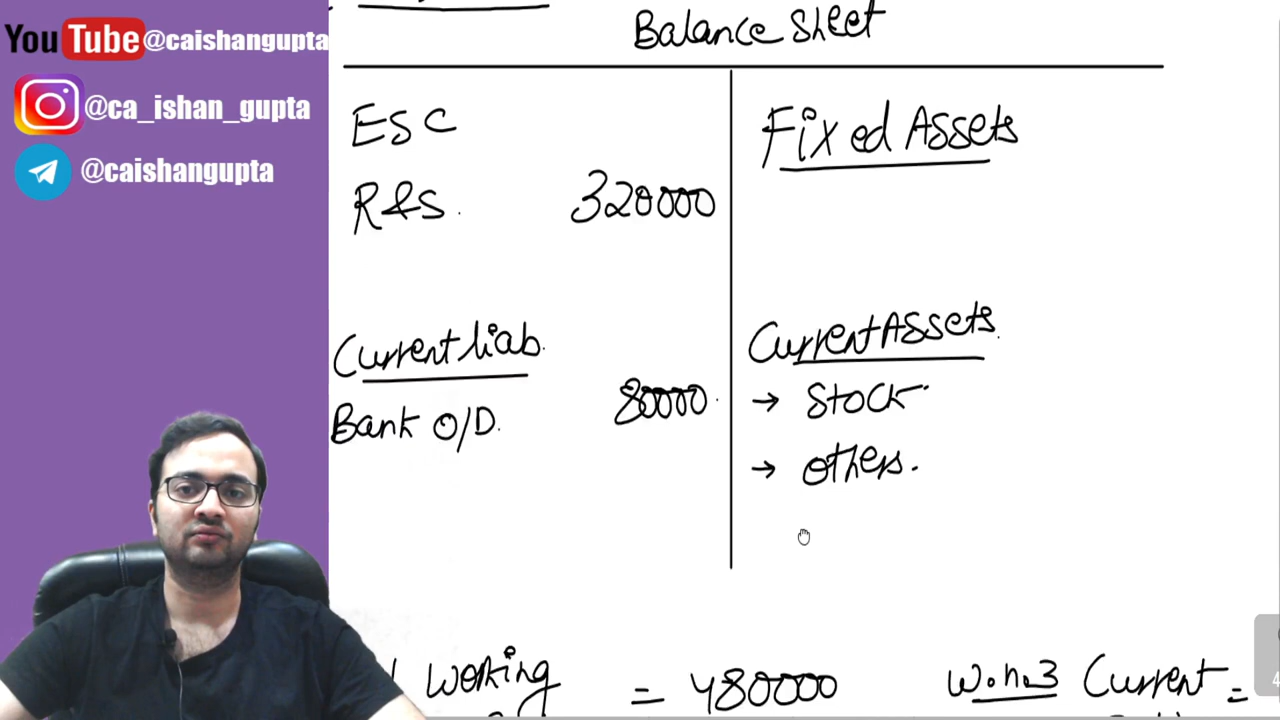 YouTube @caishangupta
@ca_ishan_gupta
@caishangupta
Balance Sheet
ESC
R&S. 320000
Current liab.
Bank O/D. 80000
Fixed Assets
Current Assets.
→ Stock
→ others.
Working = 480000
W.n.3 Current =
4